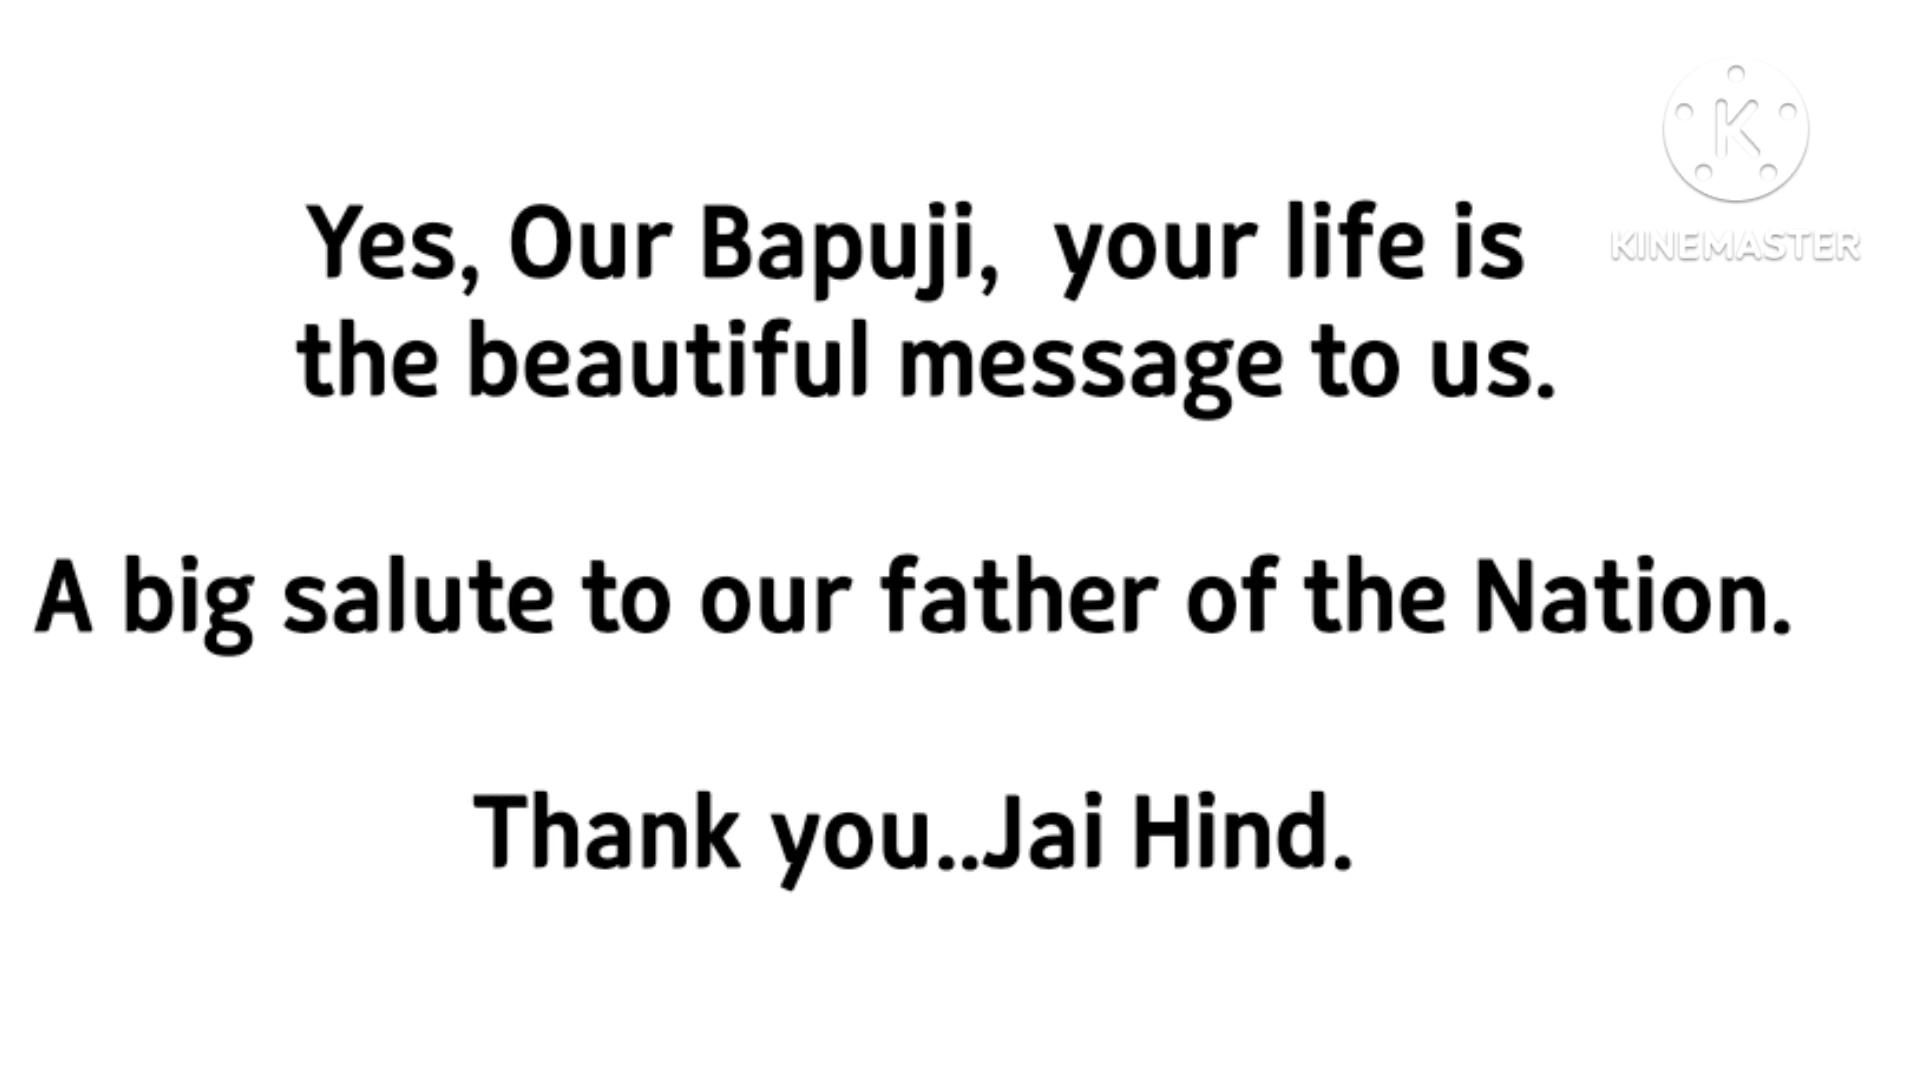 K
KINEMASTER
Yes, Our Bapuji,  your life is
the beautiful message to us.
A big salute to our father of the Nation.
Thank you..Jai Hind.